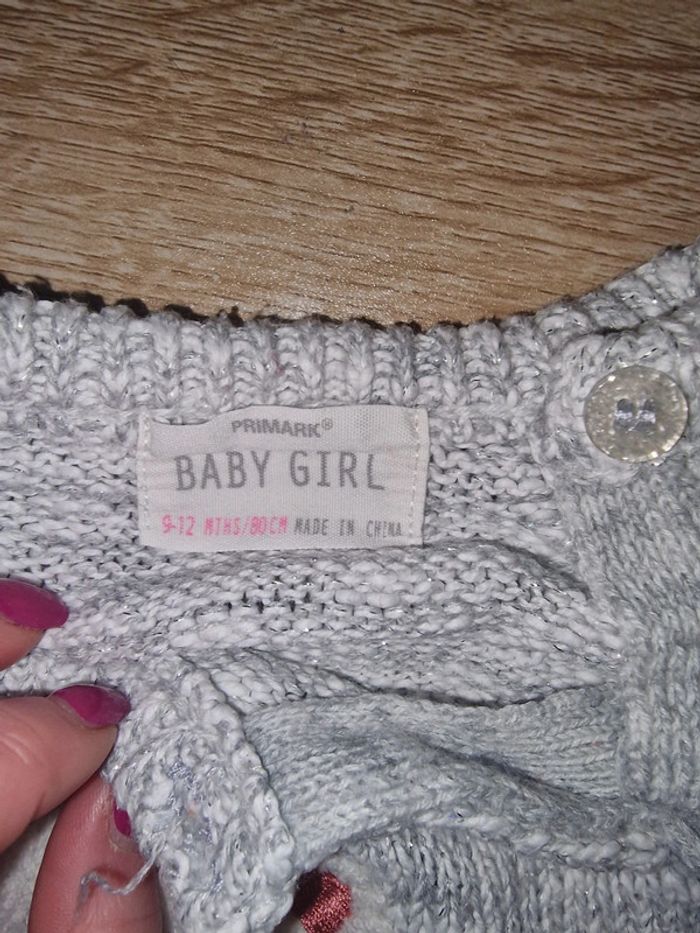 PRIMARK®
BABY GIRL
9-12 MTHS/80CM MADE IN CHINA